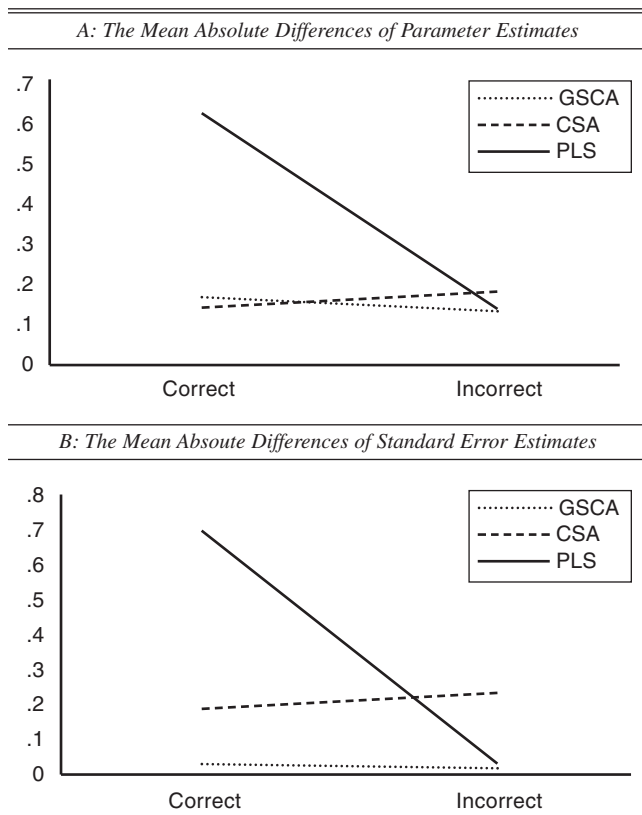 A: The Mean Absolute Differences of Parameter Estimates
.7
.6
.5
.4
.3
.2
.1
0
GSCA
CSA
PLS
Correct Incorrect
B: The Mean Absoute Differences of Standard Error Estimates
.8
.7
.6
.5
.4
.3
.2
.1
0
GSCA
CSA
PLS
Correct Incorrect